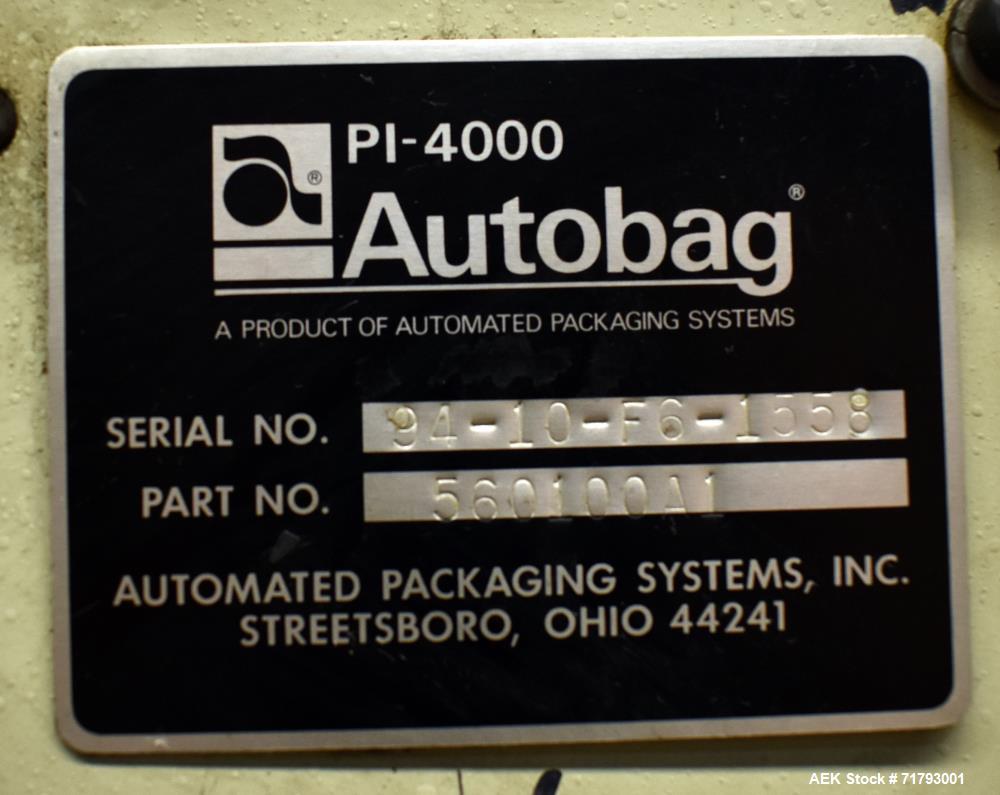 PI-4000
Autobag®
A PRODUCT OF AUTOMATED PACKAGING SYSTEMS
SERIAL NO. 94-10-F6-1558
PART NO. 560100A1
AUTOMATED PACKAGING SYSTEMS, INC.
STREETSBORO, OHIO 44241
AEK Stock # 71793001